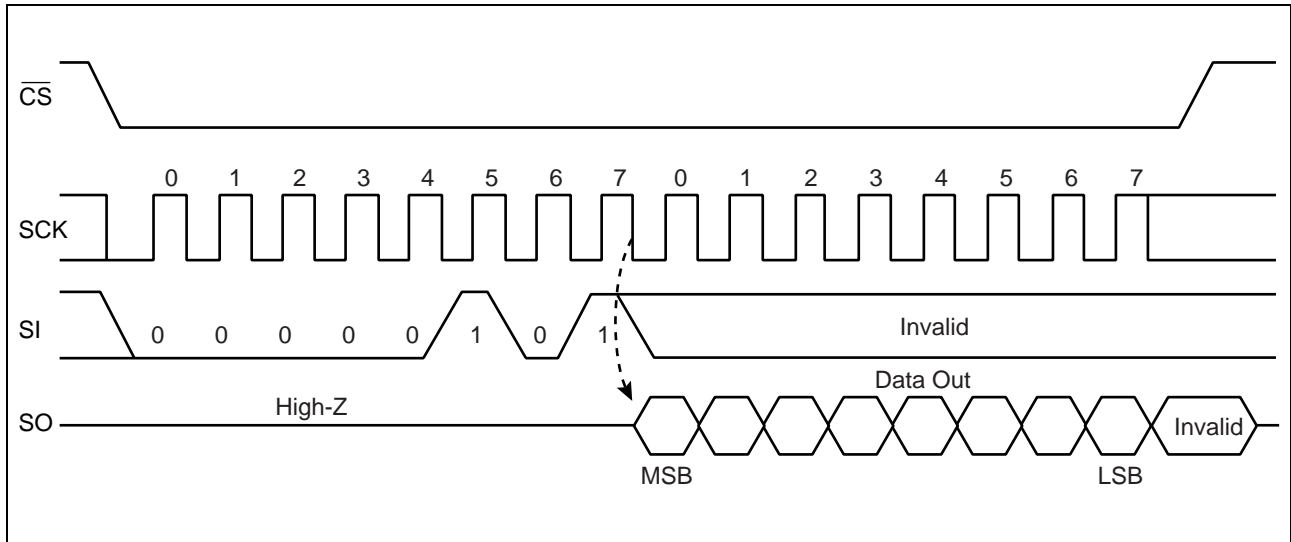 CS
0 1 2 3 4 5 6 7 0 1 2 3 4 5 6 7
SCK
SI 0 0 0 0 0 1 0 1 Invalid
Data Out
High-Z
SO Invalid
MSB LSB